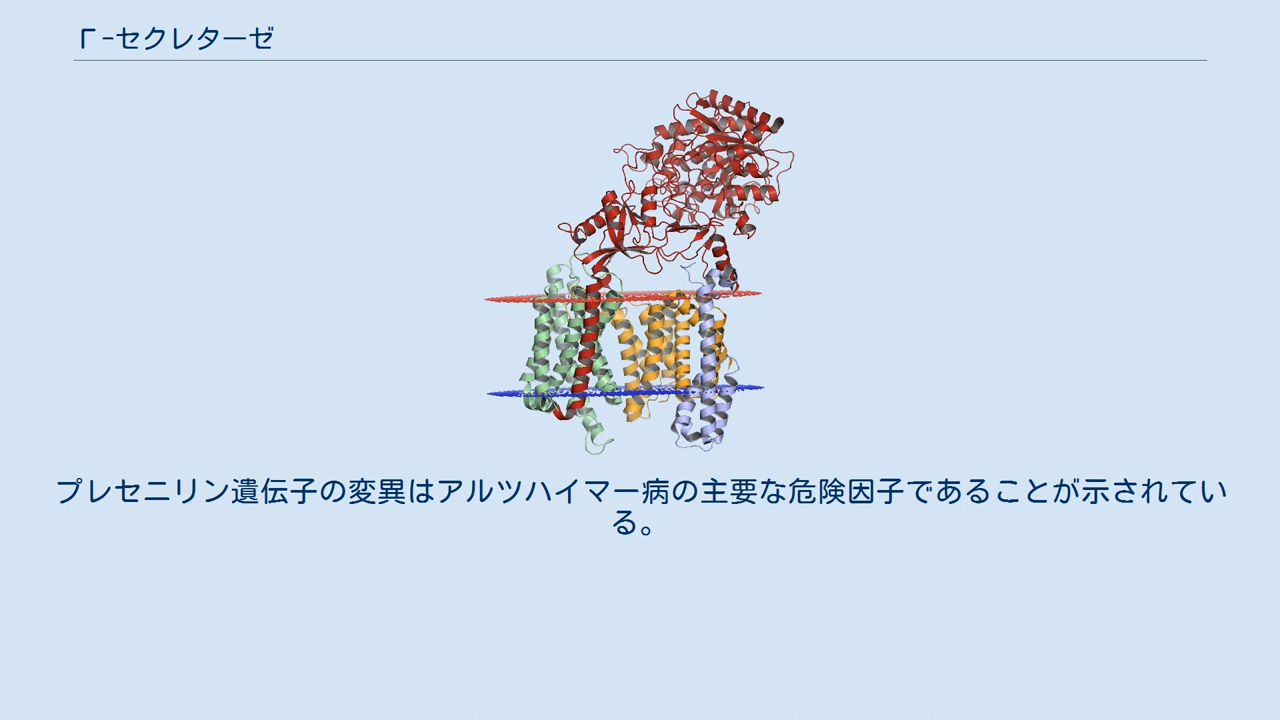 Γ-セクレターゼ
プレセニリン遺伝子の変異はアルツハイマー病の主要な危険因子であることが示されてい
る。